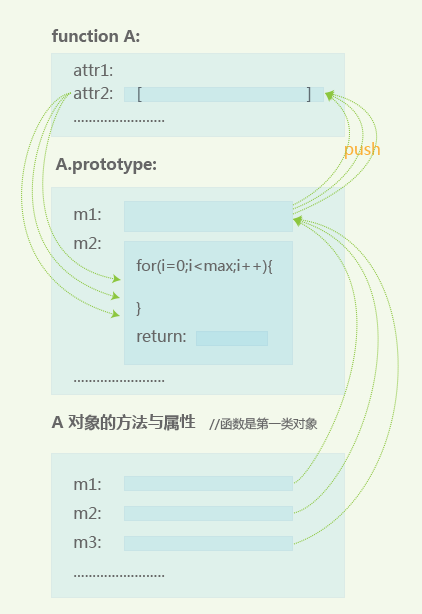 function A:
attr1:
attr2: [ ]
........................
push
A.prototype:
m1:
m2:
for(i=0;i<max;i++){
}
return:
........................
A 对象的方法与属性 //函数是第一类对象
m1:
m2:
m3:
........................